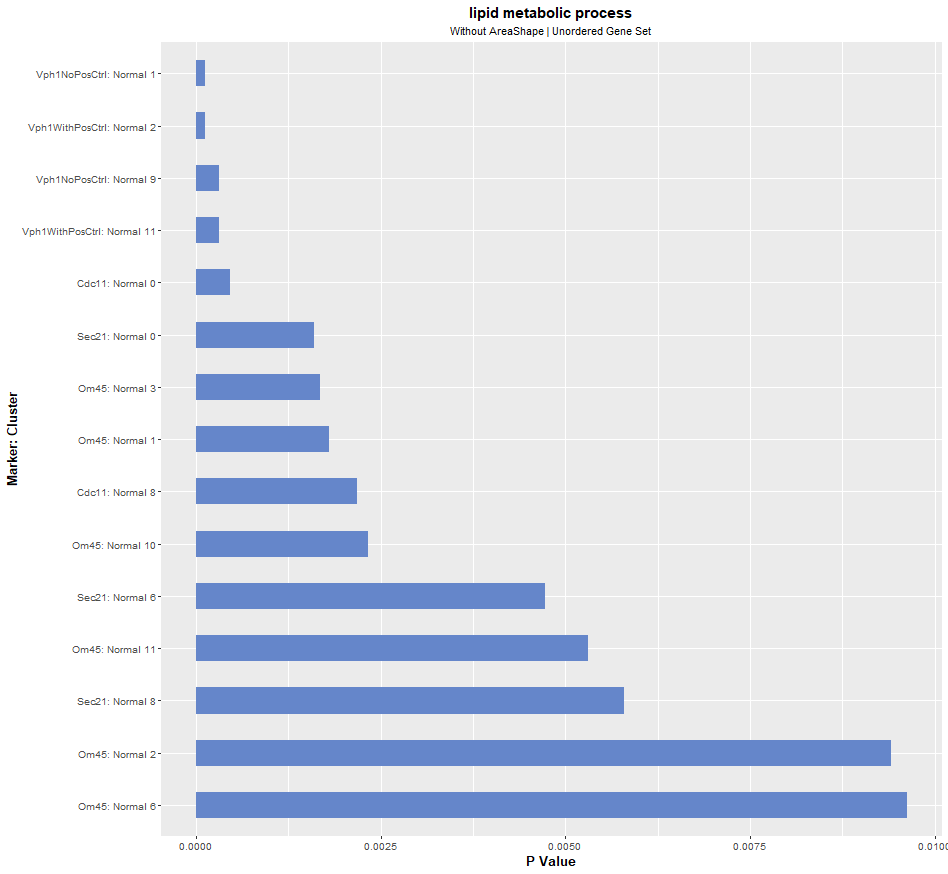 lipid metabolic process
Without AreaShape | Unordered Gene Set
Marker: Cluster
Vph1NoPosCtrl: Normal 1
Vph1WithPosCtrl: Normal 2
Vph1NoPosCtrl: Normal 9
Vph1WithPosCtrl: Normal 11
Cdc11: Normal 0
Sec21: Normal 0
Om45: Normal 3
Om45: Normal 1
Cdc11: Normal 8
Om45: Normal 10
Sec21: Normal 6
Om45: Normal 11
Sec21: Normal 8
Om45: Normal 2
Om45: Normal 6
0.0000 0.0025 0.0050 0.0075 0.0100
P Value